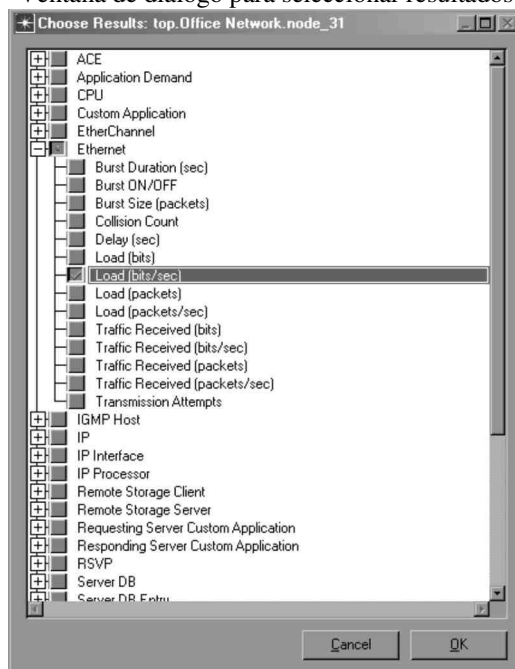 Ventana de diálogo para seleccionar resultados
Choose Results: top.Office Network.node_31
ACE
Application Demand
CPU
Custom Application
EtherChannel
Ethernet
Burst Duration (sec)
Burst ON/OFF
Burst Size (packets)
Collision Count
Delay (sec)
Load (bits)
Load (bits/sec)
Load (packets)
Load (packets/sec)
Traffic Received (bits)
Traffic Received (bits/sec)
Traffic Received (packets)
Traffic Received (packets/sec)
Transmission Attempts
IGMP Host
IP
IP Interface
IP Processor
Remote Storage Client
Remote Storage Server
Requesting Server Custom Application
Responding Server Custom Application
RSVP
Server DB
Server DB Entry
Cancel
OK